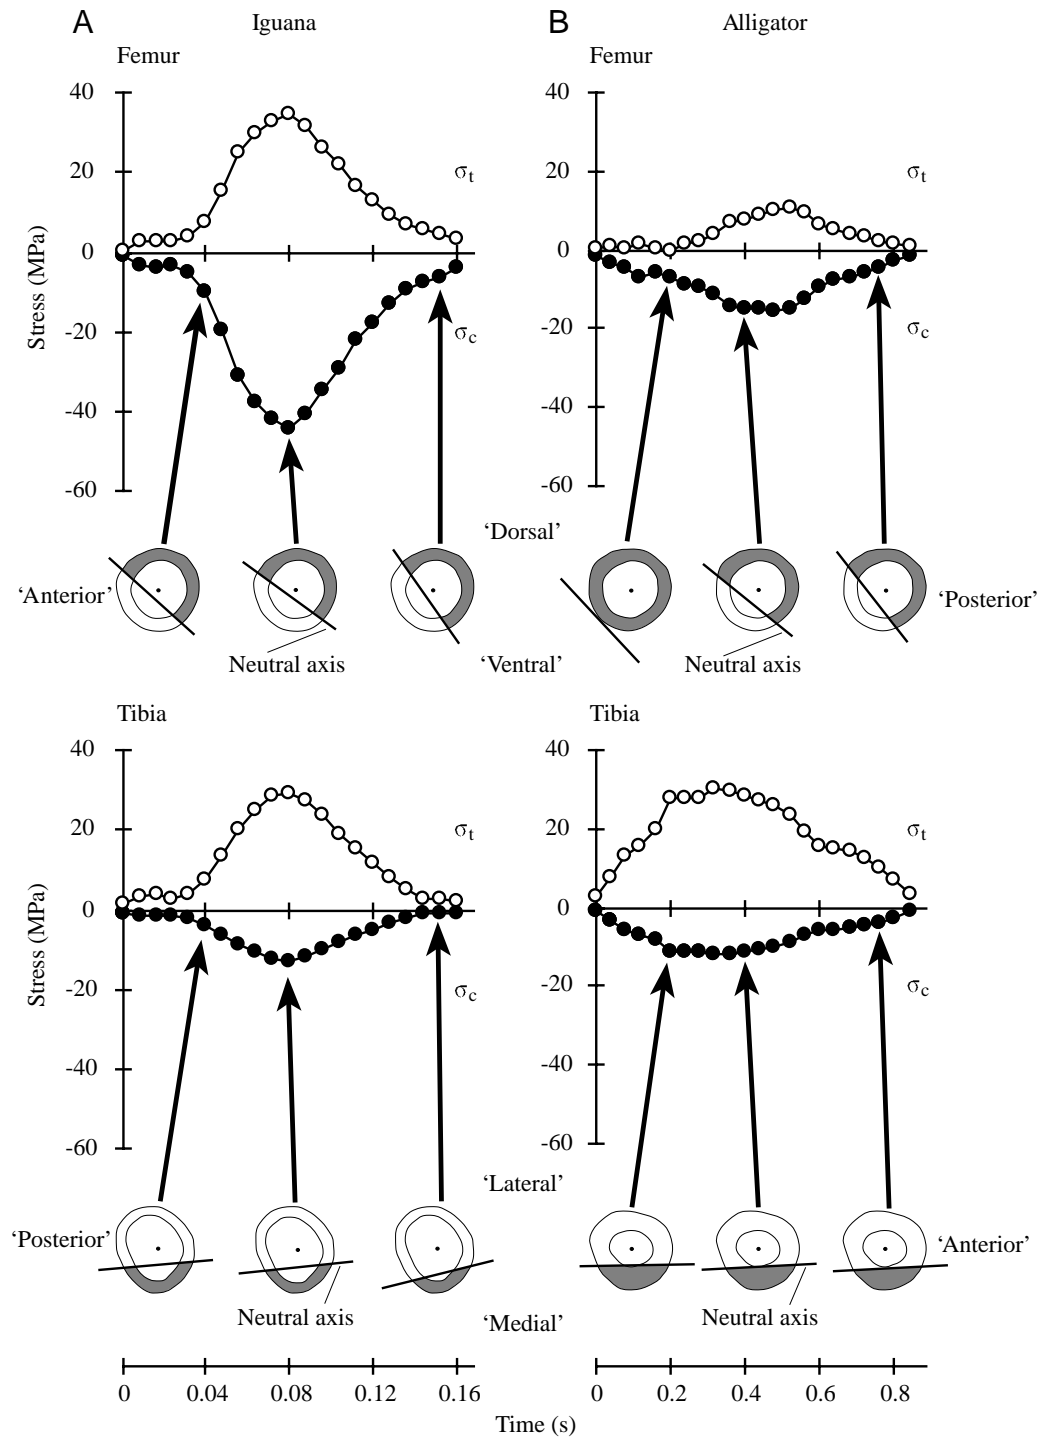 A
Iguana
B
Alligator
Femur
Femur
40
20
0
-20
-40
-60
Stress (MPa)
σt
σc
40
20
0
-20
-40
-60
σt
σc
‘Dorsal’
‘Anterior’
‘Posterior’
Neutral axis
‘Ventral’
Neutral axis
Tibia
Tibia
40
20
0
-20
-40
-60
Stress (MPa)
σt
σc
40
20
0
-20
-40
-60
σt
σc
‘Lateral’
‘Posterior’
‘Anterior’
Neutral axis
‘Medial’
Neutral axis
0 0.04 0.08 0.12 0.16
0 0.2 0.4 0.6 0.8
Time (s)